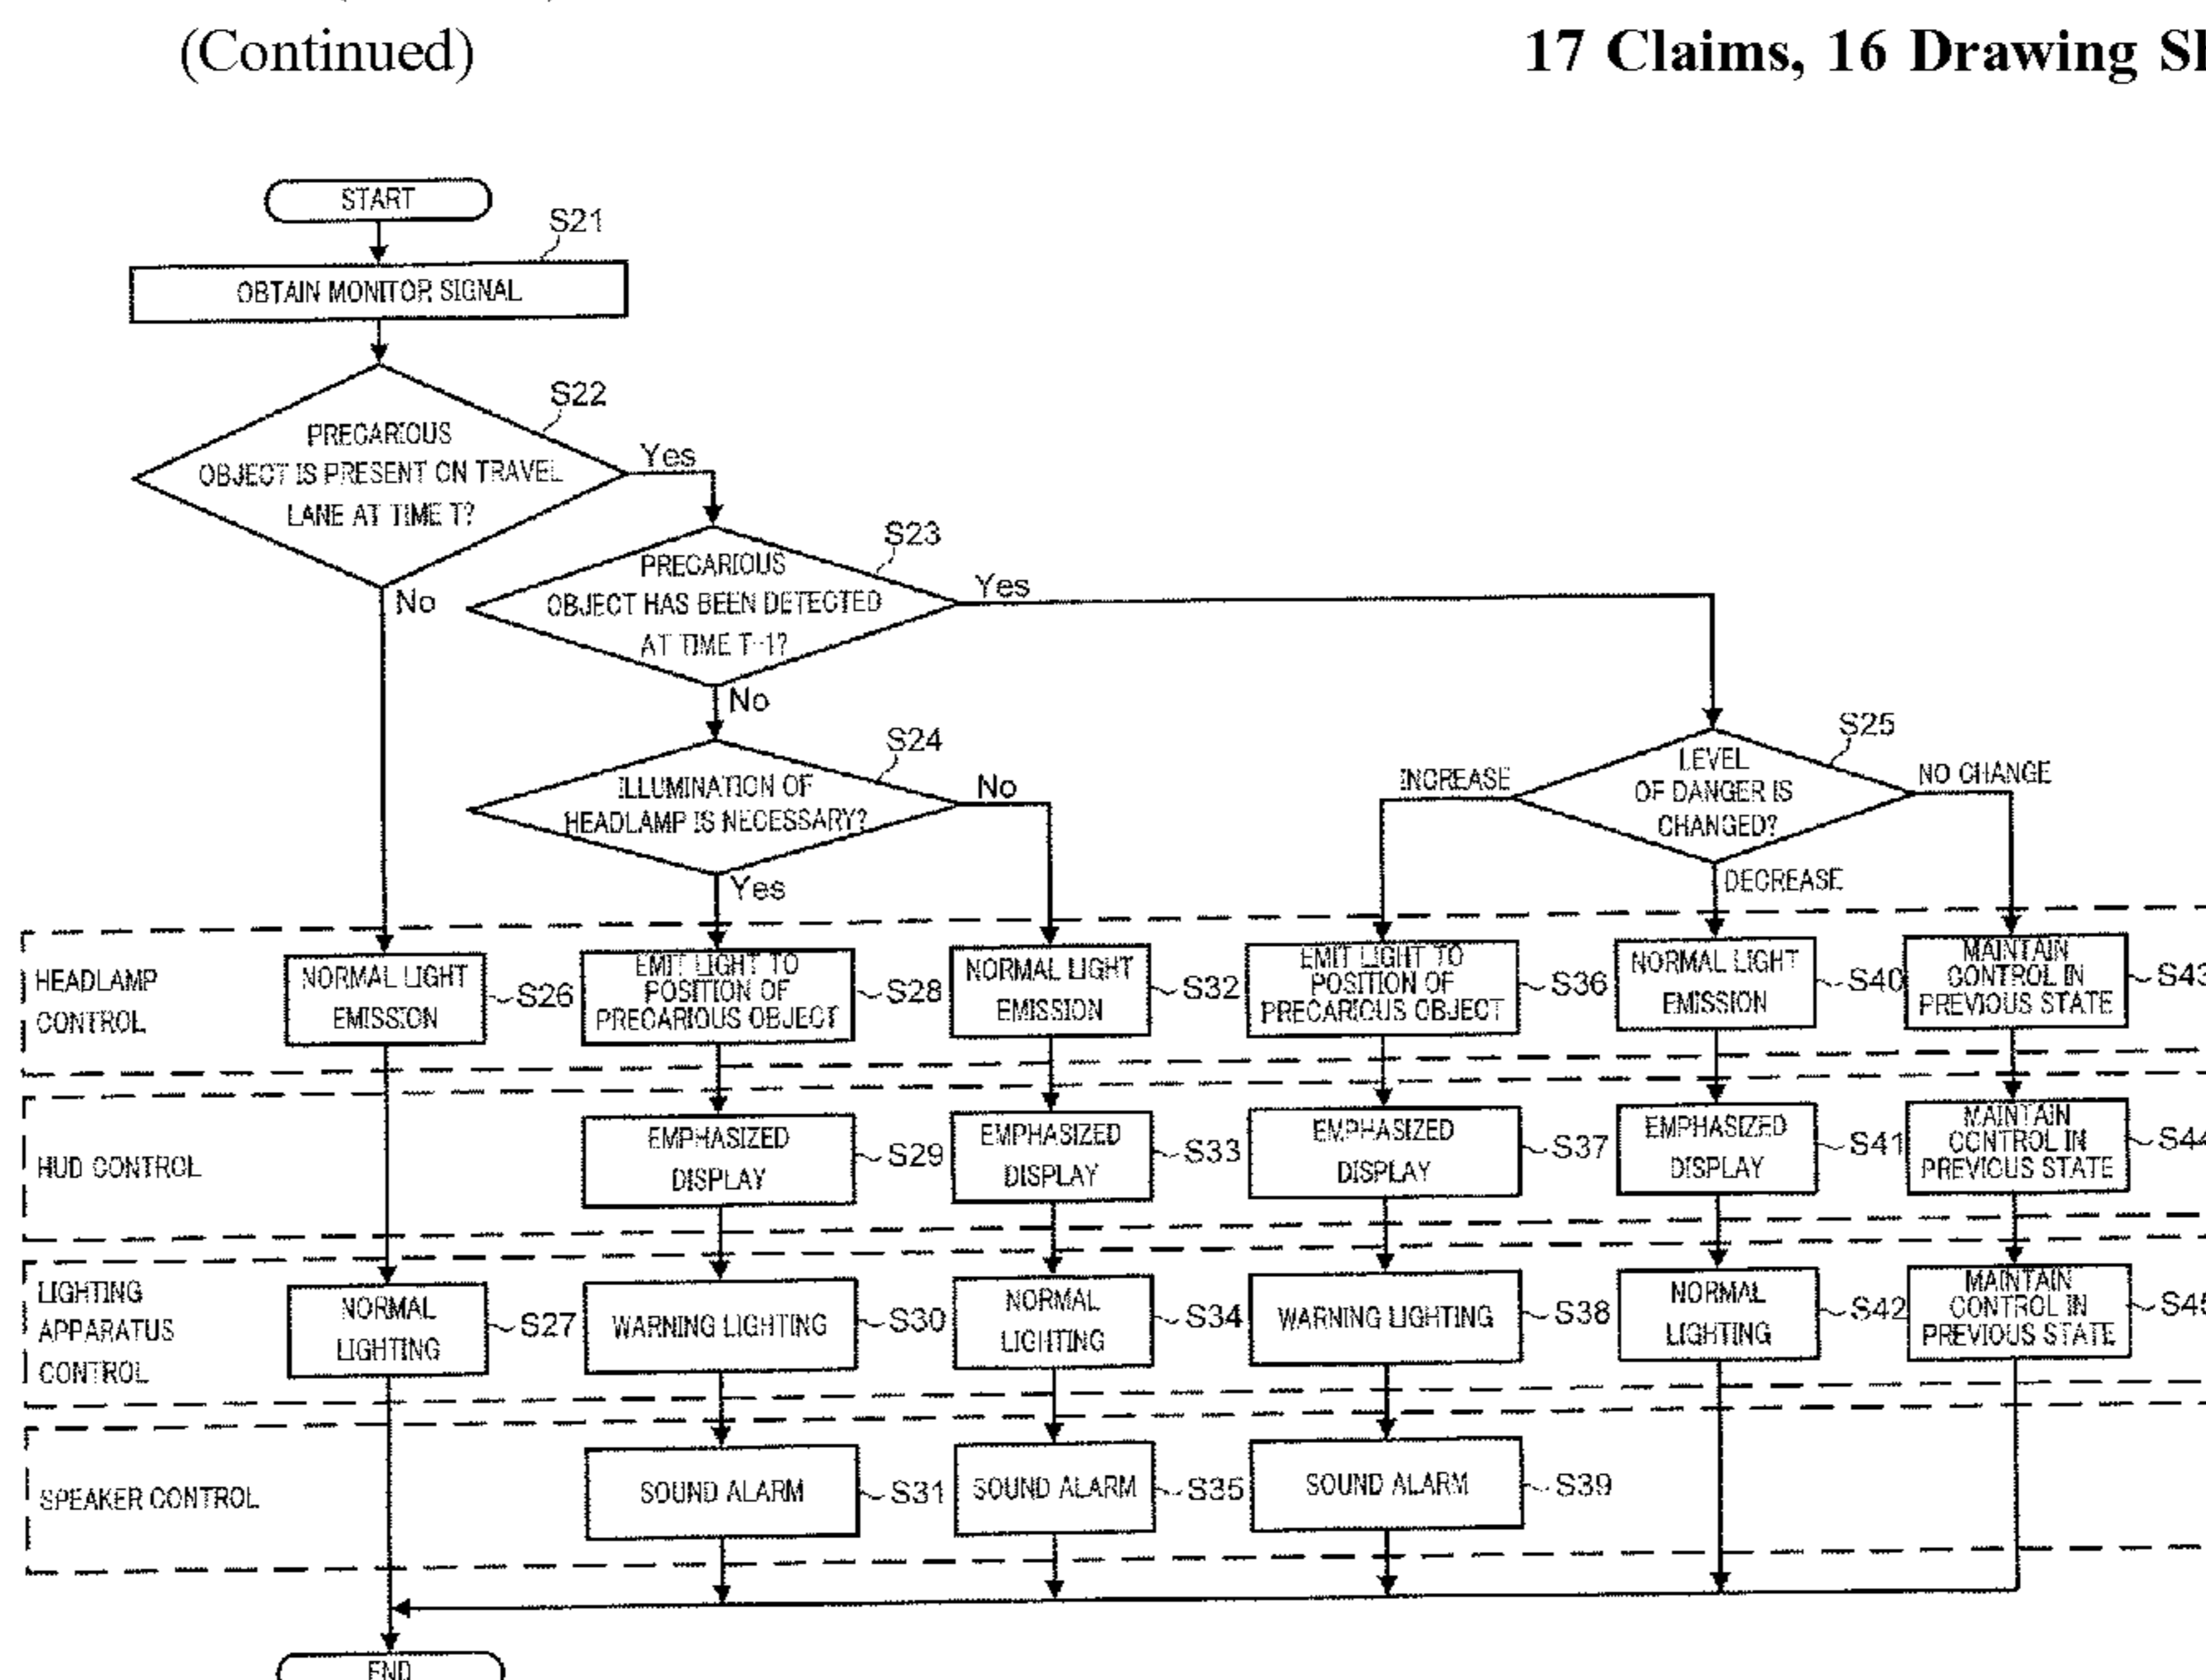 (Continued)
17 Claims, 16 Drawing
START
S21
OBTAIN MONITOR SIGNAL
S22
PRECARIOUS
OBJECT IS PRESENT ON TRAVEL
LANE AT TIME T?
Yes
No
S23
PRECARIOUS
OBJECT HAS BEEN DETECTED
AT TIME T-1?
Yes
No
S24
ILLUMINATION OF
HEADLAMP IS NECESSARY?
No
Yes
S25
LEVEL
OF DANGER IS
CHANGED?
INCREASE
NO CHANGE
DECREASE
HEADLAMP
CONTROL
NORMAL LIGHT
EMISSION
S26
EMIT LIGHT TO
POSITION OF
PRECARIOUS OBJECT
S28
NORMAL LIGHT
EMISSION
S32
EMIT LIGHT TO
POSITION OF
PRECARIOUS OBJECT
S36
NORMAL LIGHT
EMISSION
S40
MAINTAIN
CONTROL IN
PREVIOUS STATE
S43
HUD CONTROL
EMPHASIZED
DISPLAY
S29
EMPHASIZED
DISPLAY
S33
EMPHASIZED
DISPLAY
S37
EMPHASIZED
DISPLAY
S41
MAINTAIN
CONTROL IN
PREVIOUS STATE
S44
LIGHTING
APPARATUS
CONTROL
NORMAL
LIGHTING
S27
WARNING LIGHTING
S30
NORMAL
LIGHTING
S34
WARNING LIGHTING
S38
NORMAL
LIGHTING
S42
MAINTAIN
CONTROL IN
PREVIOUS STATE
S45
SPEAKER CONTROL
SOUND ALARM
S31
SOUND ALARM
S35
SOUND ALARM
S39
END